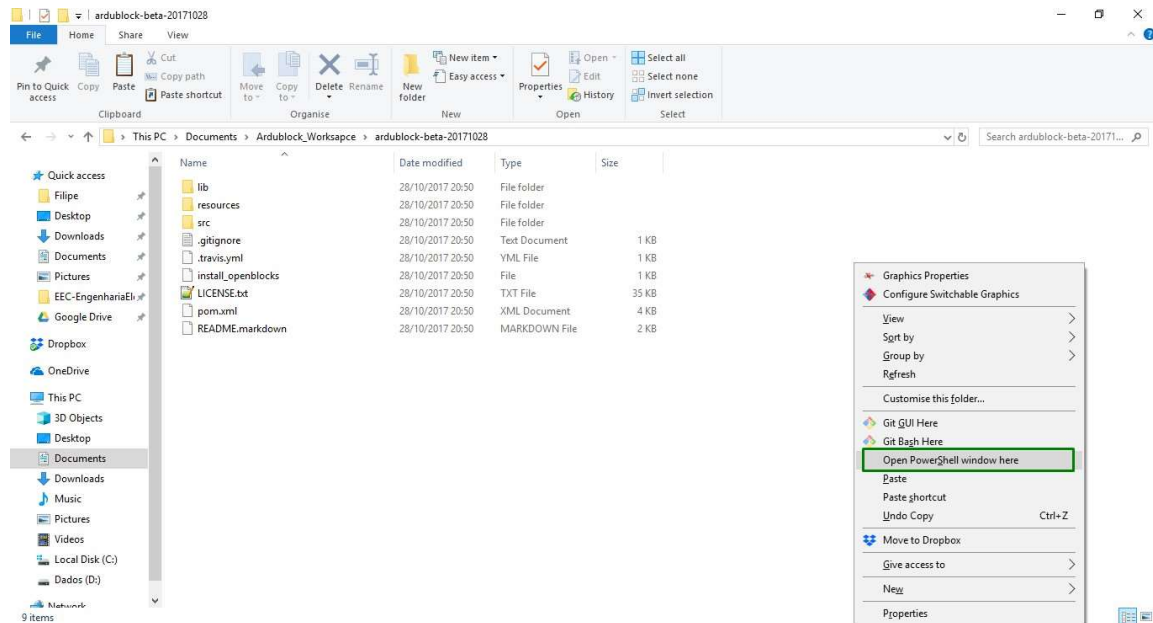 ardublock-beta-20171028
File Home Share View
Pin to Quick access
Copy
Paste
Cut
Copy path
Paste shortcut
Clipboard
Move to
Copy to
Delete
Rename
Organise
New folder
New item
Easy access
New
Properties
Open
Edit
History
Open
Select all
Select none
Invert selection
Select
This PC > Documents > Ardublock_Worksapce > ardublock-beta-20171028
Search ardublock-beta-20171...
Quick access
Filipe
Desktop
Downloads
Documents
Pictures
EEC-EngenhariaEl
Google Drive
Dropbox
OneDrive
This PC
3D Objects
Desktop
Documents
Downloads
Music
Pictures
Videos
Local Disk (C:)
Dados (D:)
Network
Name Date modified Type Size
lib 28/10/2017 20:50 File folder
resources 28/10/2017 20:50 File folder
src 28/10/2017 20:50 File folder
.gitignore 28/10/2017 20:50 Text Document 1 KB
.travis.yml 28/10/2017 20:50 YML File 1 KB
install_openblocks 28/10/2017 20:50 File 1 KB
LICENSE.txt 28/10/2017 20:50 TXT File 35 KB
pom.xml 28/10/2017 20:50 XML Document 4 KB
README.markdown 28/10/2017 20:50 MARKDOWN File 2 KB
Graphics Properties
Configure Switchable Graphics
View
Sort by
Group by
Refresh
Customise this folder...
Git GUI Here
Git Bash Here
Open PowerShell window here
Paste
Paste shortcut
Undo Copy Ctrl+Z
Move to Dropbox
Give access to
New
Properties
9 items